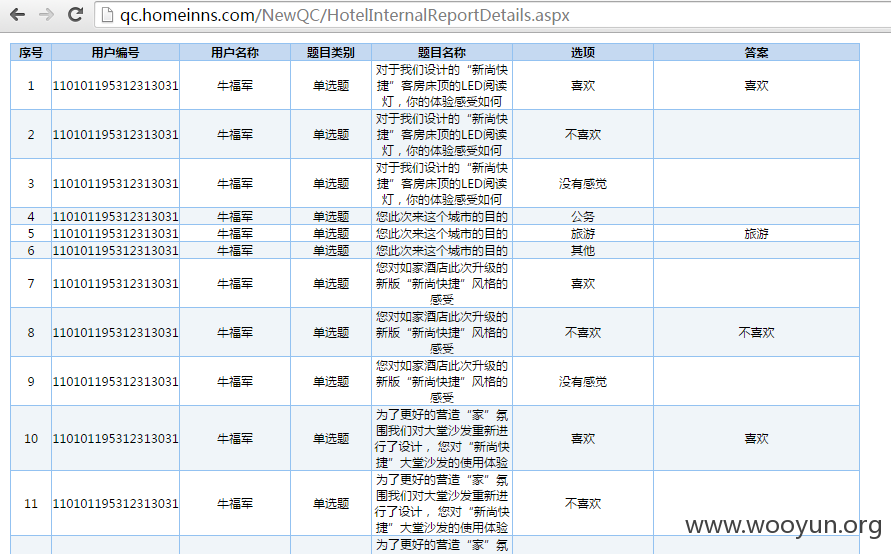 qc.homeinns.com/NewQC/HotelInternalReportDetails.aspx
序号 用户编号 用户名称 题目类别 题目名称 选项 答案
1 110101195312313031 牛福军 单选题 对于我们设计的“新尚快
捷”客房床顶的LED阅读
灯，你的体验感受如何 喜欢 喜欢
2 110101195312313031 牛福军 单选题 对于我们设计的“新尚快
捷”客房床顶的LED阅读
灯，你的体验感受如何 不喜欢
3 110101195312313031 牛福军 单选题 对于我们设计的“新尚快
捷”客房床顶的LED阅读
灯，你的体验感受如何 没有感觉
4 110101195312313031 牛福军 单选题 您此次来这个城市的目的 公务
5 110101195312313031 牛福军 单选题 您此次来这个城市的目的 旅游 旅游
6 110101195312313031 牛福军 单选题 您此次来这个城市的目的 其他
7 110101195312313031 牛福军 单选题 您对如家酒店此次升级的
新版“新尚快捷”风格的
感受 喜欢
8 110101195312313031 牛福军 单选题 您对如家酒店此次升级的
新版“新尚快捷”风格的
感受 不喜欢 不喜欢
9 110101195312313031 牛福军 单选题 您对如家酒店此次升级的
新版“新尚快捷”风格的
感受 没有感觉
10 110101195312313031 牛福军 单选题 为了更好的营造“家”氛
围我们对大堂沙发重新进
行了设计，您对“新尚快
捷”大堂沙发的使用体验 喜欢 喜欢
11 110101195312313031 牛福军 单选题 为了更好的营造“家”氛
围我们对大堂沙发重新进
行了设计，您对“新尚快
捷”大堂沙发的使用体验 不喜欢
为了更好的营造“家”氛
www.wooyun.org